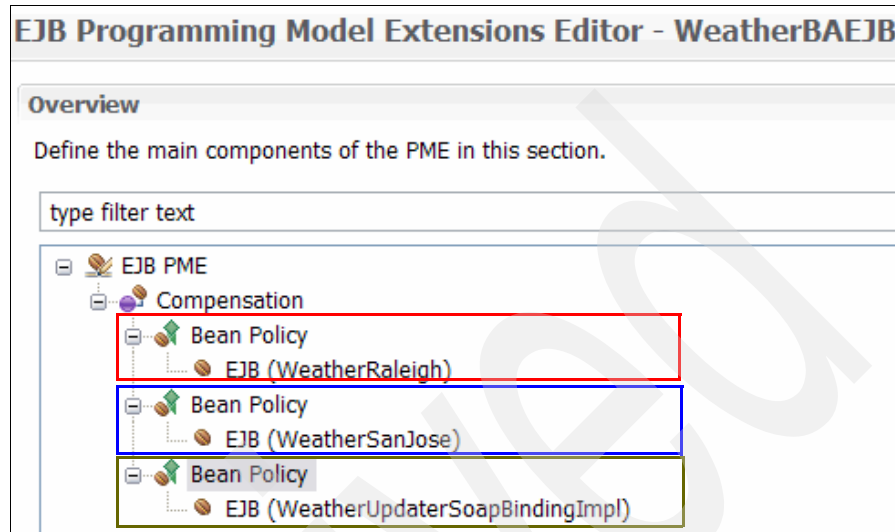 EJB Programming Model Extensions Editor - WeatherBAEJB
Overview
Define the main components of the PME in this section.
type filter text
EJB PME
Compensation
Bean Policy
EJB (WeatherRaleigh)
Bean Policy
EJB (WeatherSanJose)
Bean Policy
EJB (WeatherUpdaterSoapBindingImpl)